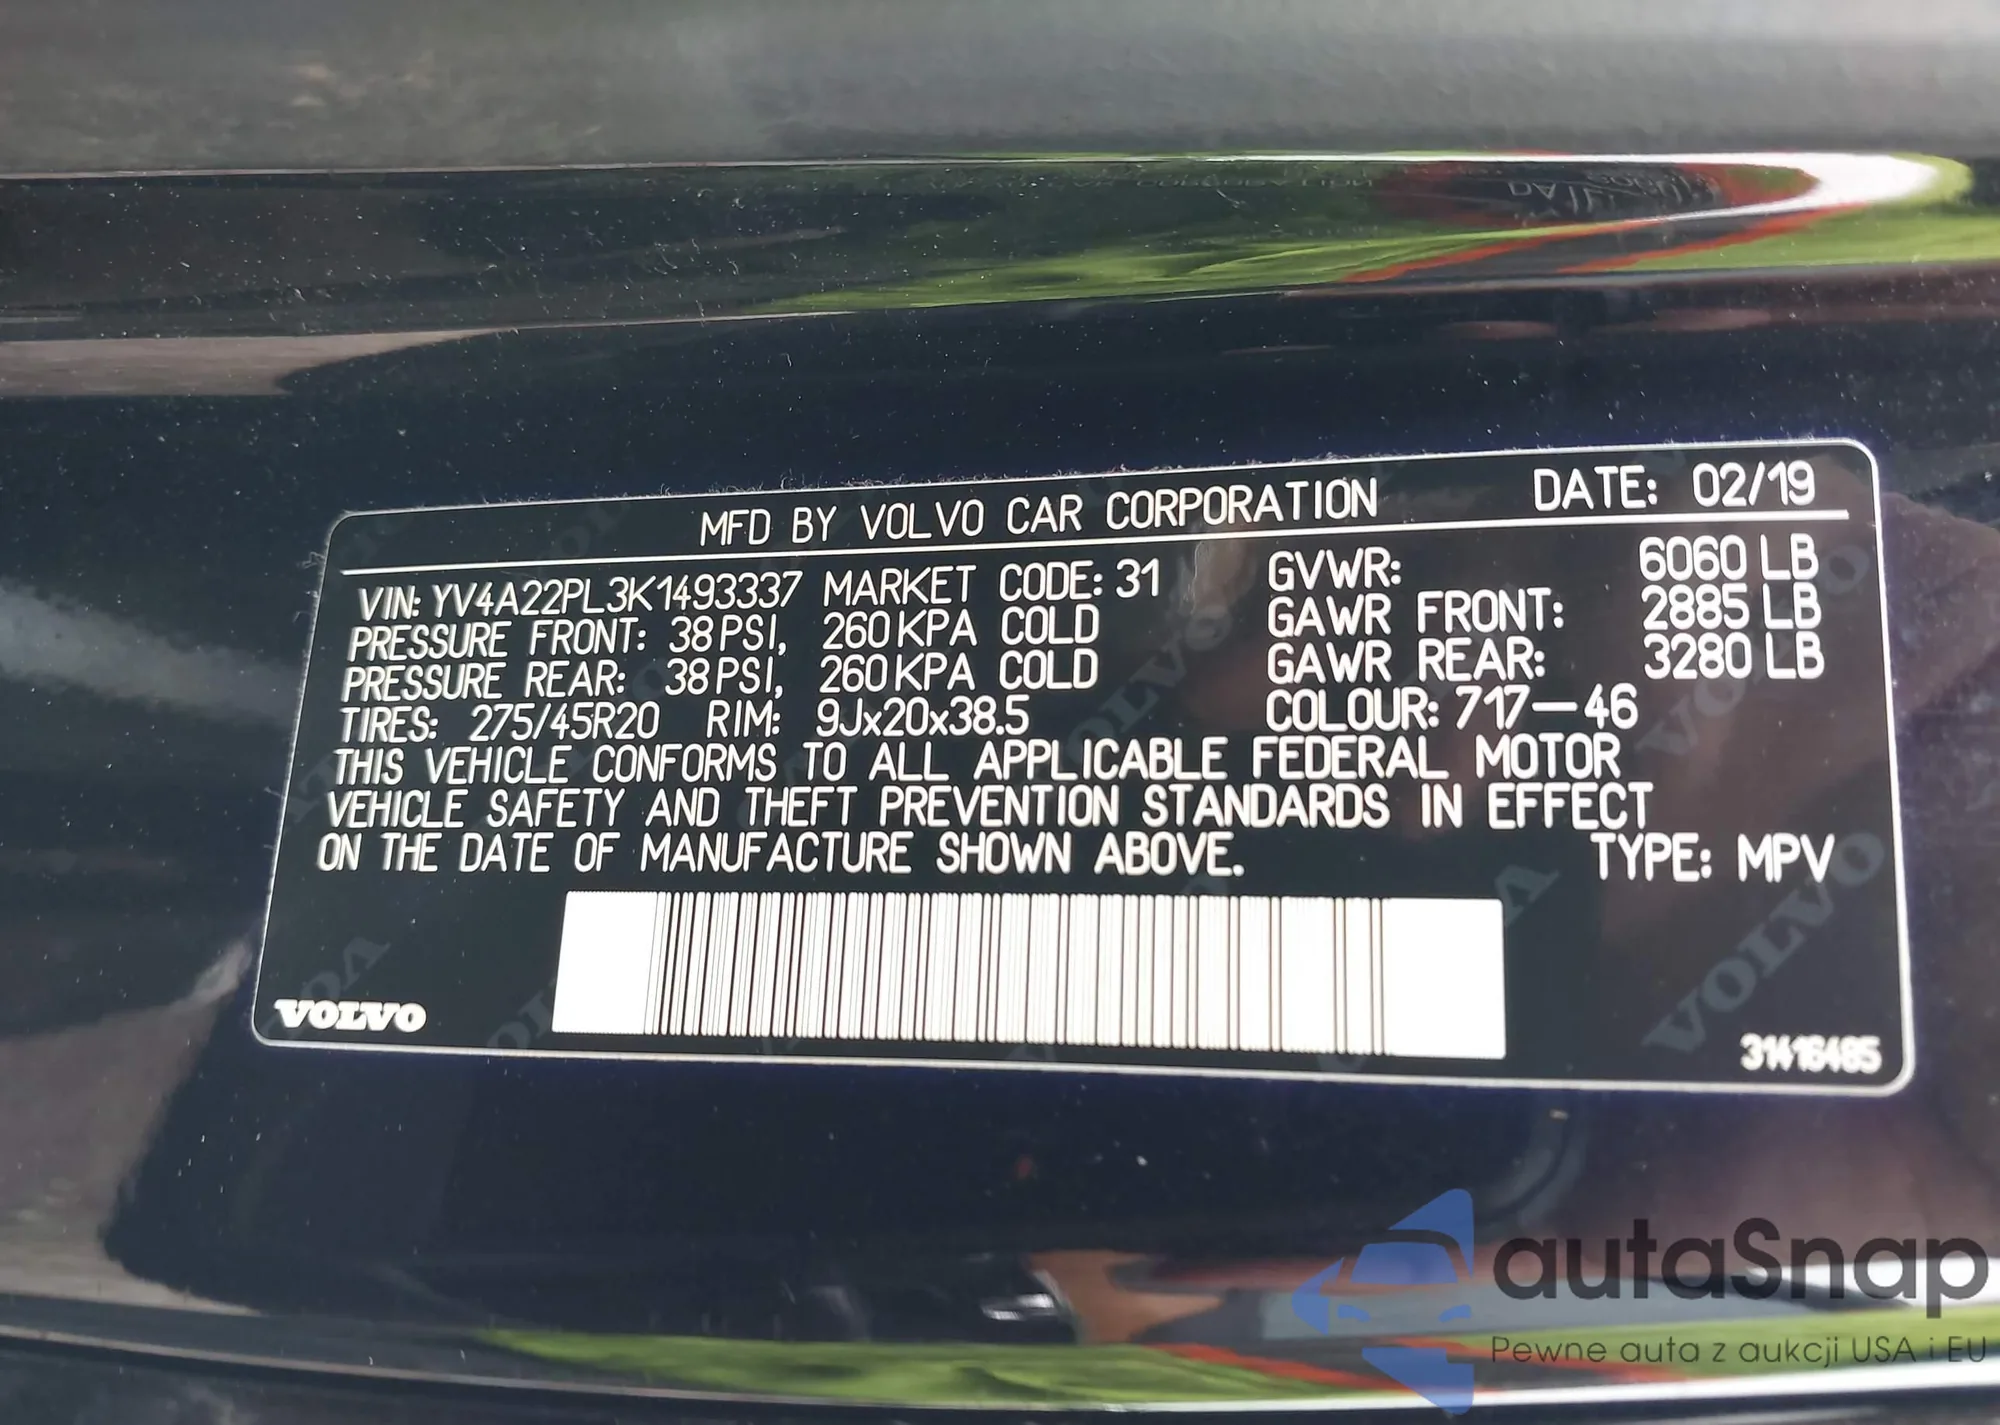 MFD BY VOLVO CAR CORPORATION DATE: 02/19
VIN: YV4A22PL3K1493337 MARKET CODE: 31 GVWR: 6060 LB
PRESSURE FRONT: 38 PSI, 260 KPA COLD GAWR FRONT: 2885 LB
PRESSURE REAR: 38 PSI, 260 KPA COLD GAWR REAR: 3280 LB
TIRES: 275/45R20 RIM: 9Jx20x38.5 COLOUR: 717-46
THIS VEHICLE CONFORMS TO ALL APPLICABLE FEDERAL MOTOR
VEHICLE SAFETY AND THEFT PREVENTION STANDARDS IN EFFECT
ON THE DATE OF MANUFACTURE SHOWN ABOVE. TYPE: MPV
VOLVO
31416485
autaSnap
Pewne auta z aukcji USA i EU